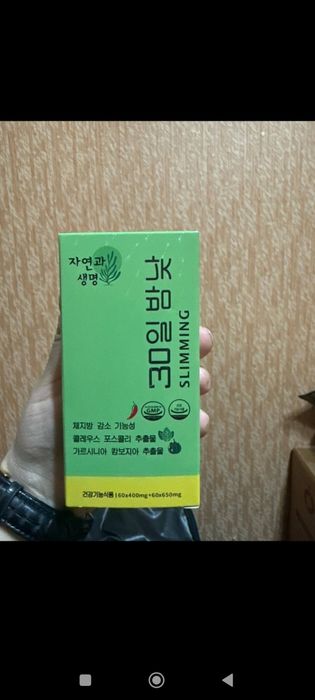 자연과
생명
30일 밤낮
SLIMMING
GMP
체지방 감소 기능성
콜레우스 포스콜리 추출물
가르시니아 캄보지아 추출물
건강기능식품 | 60x400mg+60x650mg